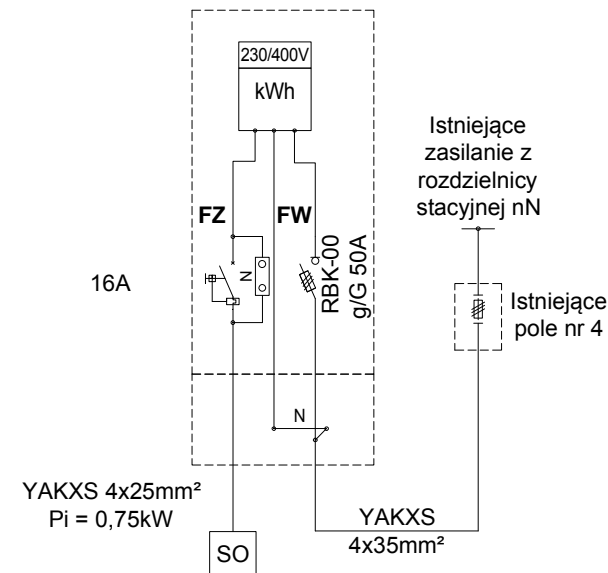 230/400V
kWh
Istniejące
zasilanie z
rozdzielnicy
stacyjnej nN
FZ
FW
N
RBK-00
g/G 50A
16A
Istniejące
pole nr 4
N
YAKXS 4x25mm²
Pi = 0,75kW
YAKXS
4x35mm²
SO